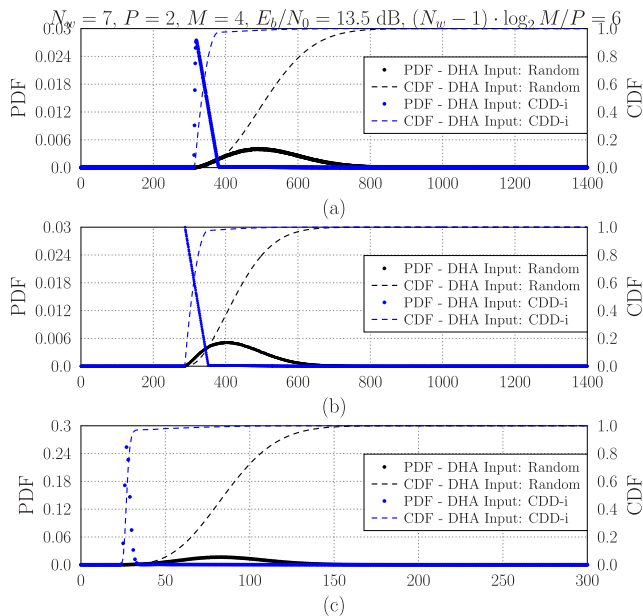 N_w = 7, P = 2, M = 4, E_b/N_0 = 13.5 dB, (N_w − 1) · log_2 M/P = 6
0.03
0.024
0.018
0.012
0.006
0.0
PDF
1.0
0.8
0.6
0.4
0.2
0.0
CDF
PDF - DHA Input: Random
CDF - DHA Input: Random
PDF - DHA Input: CDD-i
CDF - DHA Input: CDD-i
0 200 400 600 800 1000 1200 1400
(a)
0.03
0.024
0.018
0.012
0.006
0.0
PDF
1.0
0.8
0.6
0.4
0.2
0.0
CDF
PDF - DHA Input: Random
CDF - DHA Input: Random
PDF - DHA Input: CDD-i
CDF - DHA Input: CDD-i
0 200 400 600 800 1000 1200 1400
(b)
0.3
0.24
0.18
0.12
0.06
0.0
PDF
1.0
0.8
0.6
0.4
0.2
0.0
CDF
PDF - DHA Input: Random
CDF - DHA Input: Random
PDF - DHA Input: CDD-i
CDF - DHA Input: CDD-i
0 50 100 150 200 250 300
(c)